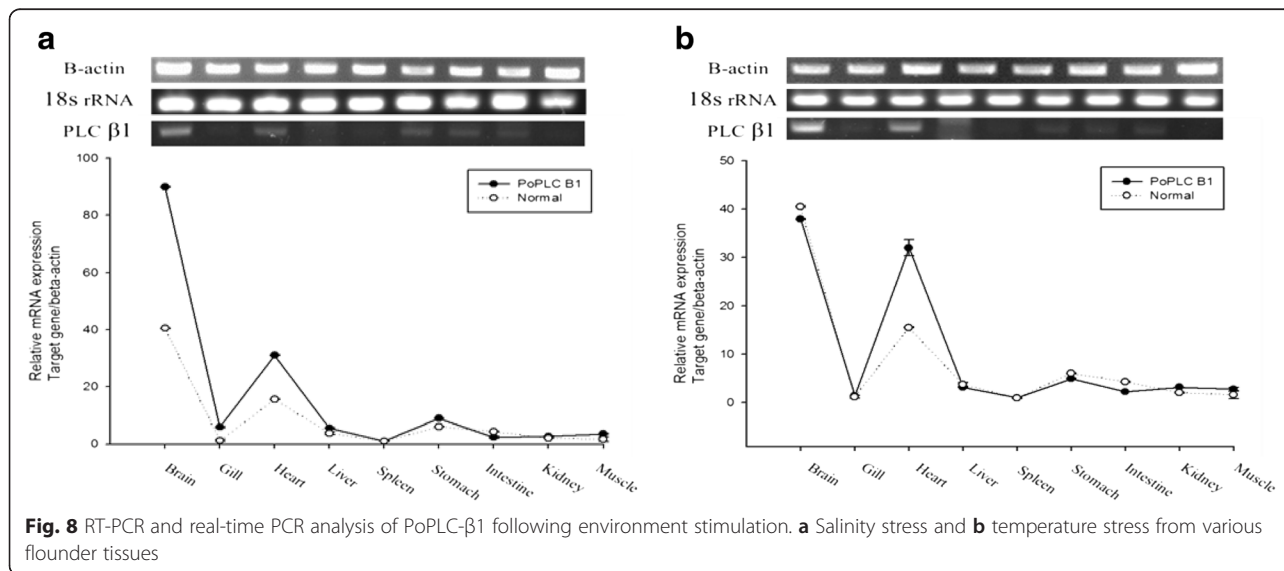 a
B-actin
18s rRNA
PLC β1
100
80
60
40
20
0
Relative mRNA expression
Target gene/beta-actin
PoPLC B1
Normal
Brain
Gill
Heart
Liver
Spleen
Stomach
Intestine
Kidney
Muscle
b
B-actin
18s rRNA
PLC β1
50
40
30
20
10
0
Relative mRNA expression
Target gene/beta-actin
PoPLC B1
Normal
Brain
Gill
Heart
Liver
Spleen
Stomach
Intestine
Kidney
Muscle
Fig. 8 RT-PCR and real-time PCR analysis of PoPLC-β1 following environment stimulation. a Salinity stress and b temperature stress from various
flounder tissues